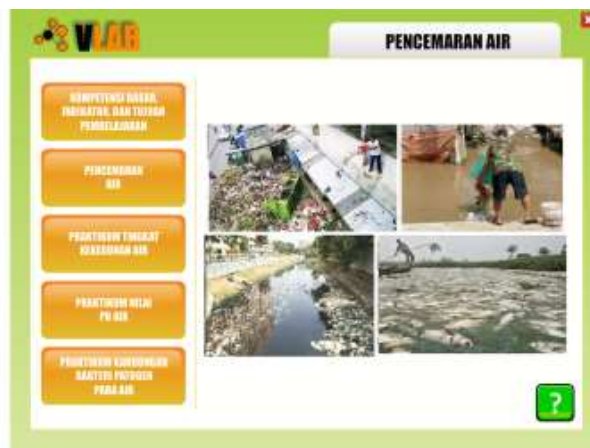 VLAB
PENCEMARAN AIR
KOMPETENSI DASAR,
INDIKATOR, DAN TUJUAN
PEMBELAJARAN
PENCEMARAN
AIR
PRAKTIKUM TINGKAT
KEKERUHAN AIR
PRAKTIKUM NILAI
PH AIR
PRAKTIKUM KANDUNGAN
BAKTERI PATOGEN
PADA AIR
?